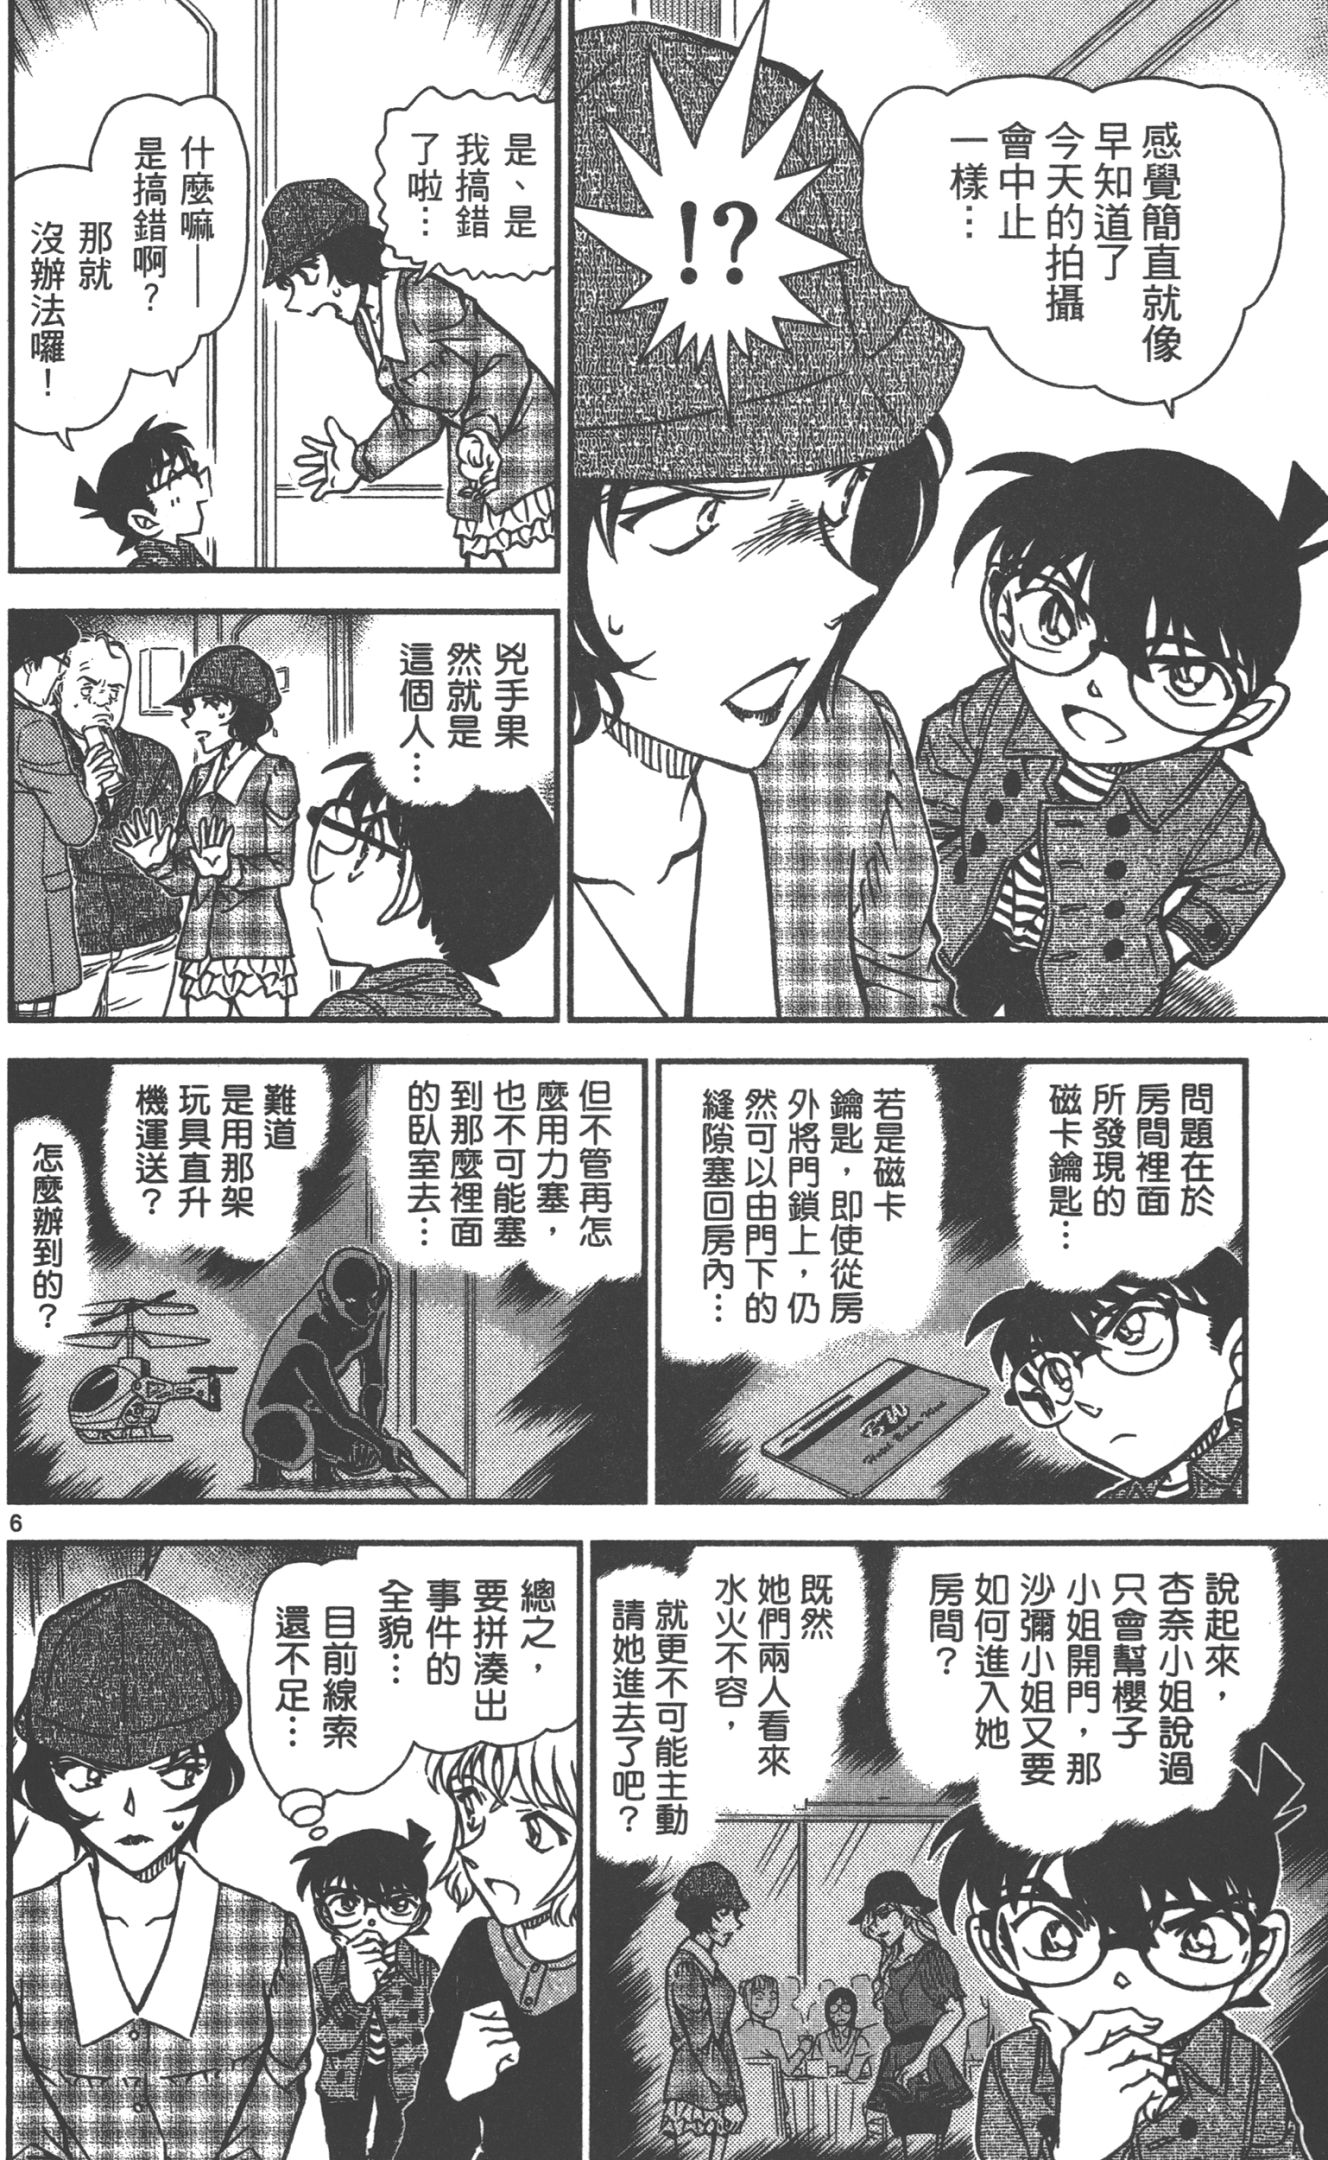 感覺簡直就像
早知道了
今天的拍攝
會中止
一樣…
!?
是、是
我搞錯
了啦…
什麼嘛──
是搞錯啊？
那就
沒辦法囉！
兇手果
然就是
這個人…
問題在於
房間裡面
所發現的
磁卡鑰匙…
若是磁卡
鑰匙，即使從房
外將門鎖上，仍
然可以由門下的
縫隙塞回房內…
但不管再怎
麼用力塞，
也不可能塞
到那麼裡面
的臥室去…
難道
是用那架
玩具直升
機運送？
怎麼辦到的？
6
說起來，
杏奈小姐說過
只會幫櫻子
小姐開門，那
沙彌小姐又要
如何進入她
房間？
既然
她們兩人看來
水火不容，
就更不可能主動
請她進去了吧？
總之，
要拼湊出
事件的
全貌…
目前線索
還不足…